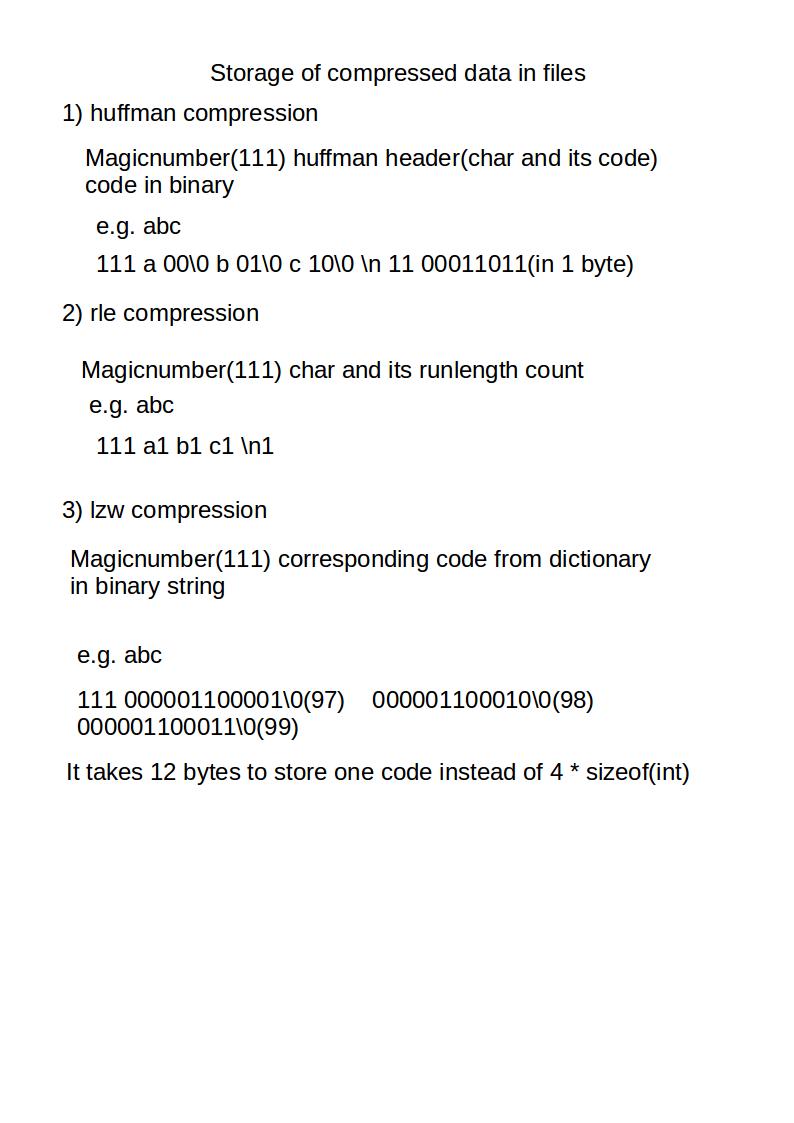 Storage of compressed data in files
1) huffman compression
Magicnumber(111) huffman header(char and its code)
code in binary
e.g. abc
111 a 00\0 b 01\0 c 10\0 \n 11 00011011(in 1 byte)
2) rle compression
Magicnumber(111) char and its runlength count
e.g. abc
111 a1 b1 c1 \n1
3) lzw compression
Magicnumber(111) corresponding code from dictionary
in binary string
e.g. abc
111 000001100001\0(97)    000001100010\0(98)
000001100011\0(99)
It takes 12 bytes to store one code instead of 4 * sizeof(int)